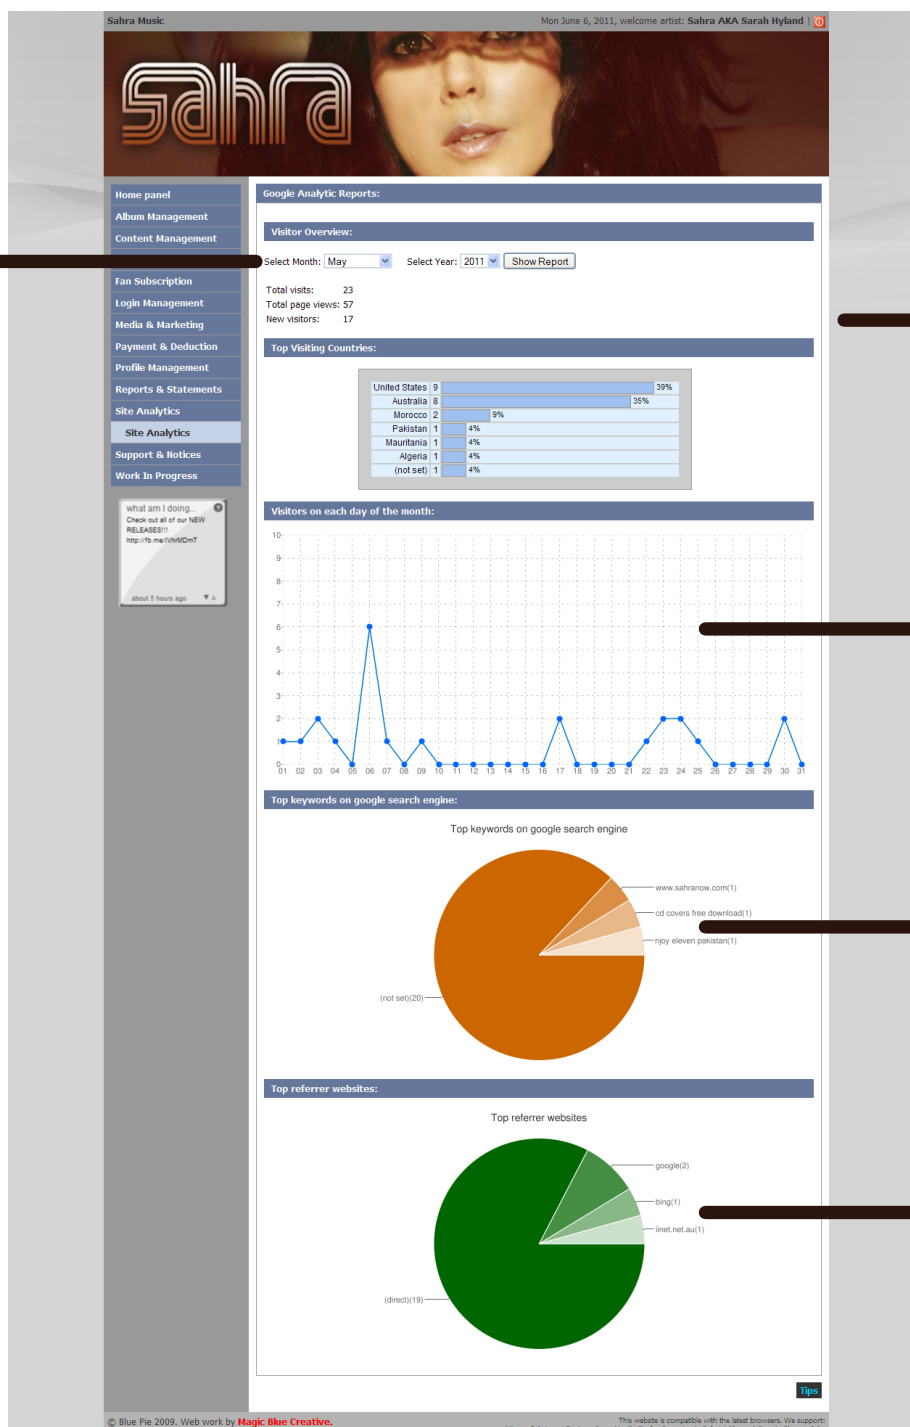 Sahra Music
Mon June 6, 2011, welcome artist: Sahra AKA Sarah Hyland |
Sahra
Home panel
Album Management
Content Management
Fan Subscription
Login Management
Media & Marketing
Payment & Deduction
Profile Management
Reports & Statements
Site Analytics
Site Analytics
Support & Notices
Work In Progress
what am I doing... ?
Check out all of our NEW
RELEASES!!!
http://fb.me/IVhrMDmT
about 5 hours ago
Google Analytic Reports:
Visitor Overview:
Select Month: May Select Year: 2011 Show Report
Total visits: 23
Total page views: 57
New visitors: 17
Top Visiting Countries:
United States 9 39%
Australia 8 35%
Morocco 2 9%
Pakistan 1 4%
Mauritania 1 4%
Algeria 1 4%
(not set) 1 4%
Visitors on each day of the month:
10
9
8
7
6
5
4
3
2
1
0
01 02 03 04 05 06 07 08 09 10 11 12 13 14 15 16 17 18 19 20 21 22 23 24 25 26 27 28 29 30 31
Top keywords on google search engine:
Top keywords on google search engine
www.sahranow.com(1)
cd covers free download(1)
njoy eleven pakistan(1)
(not set)(20)
Top referrer websites:
Top referrer websites
google(2)
bing(1)
iinet.net.au(1)
(direct)(19)
Tips
© Blue Pie 2009. Web work by Magic Blue Creative.
This website is compatible with the latest browsers. We support: